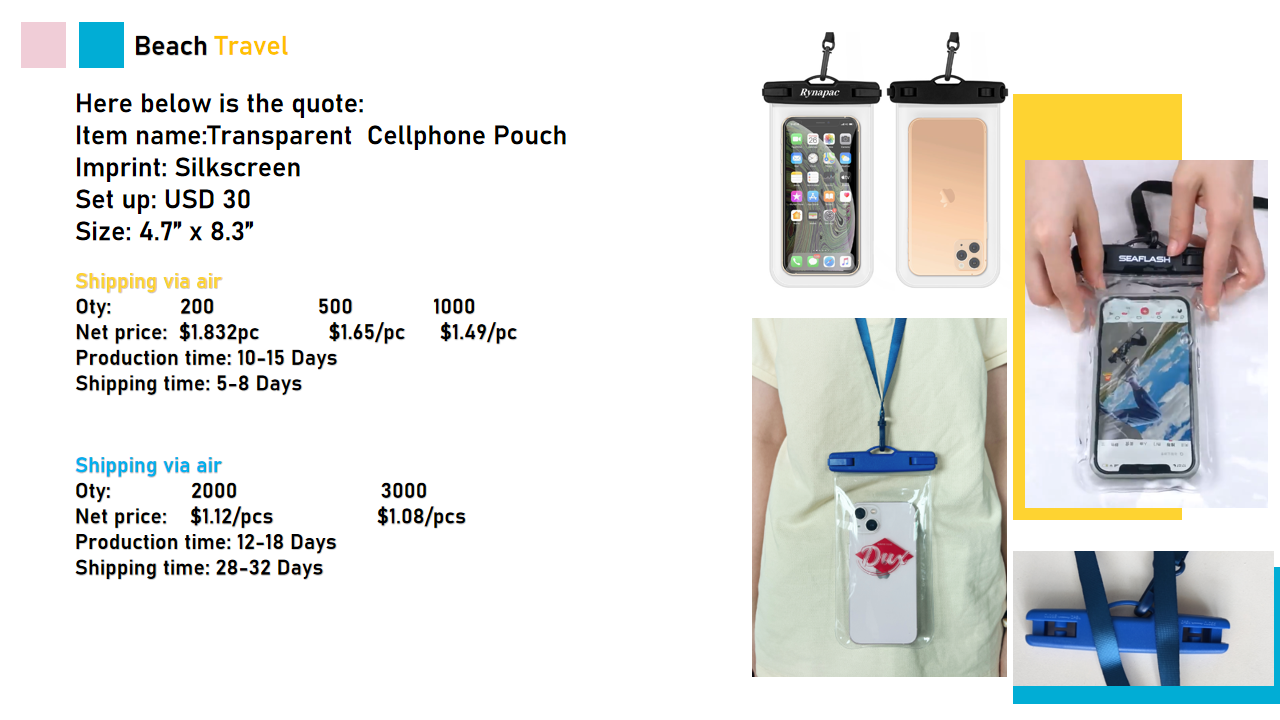 Beach Travel
Here below is the quote:
Item name:Transparent  Cellphone Pouch
Imprint: Silkscreen
Set up: USD 30
Size: 4.7” x 8.3”
Shipping via air
Qty: 200 500 1000
Net price: $1.832pc $1.65/pc $1.49/pc
Production time: 10-15 Days
Shipping time: 5-8 Days
Shipping via air
Qty: 2000 3000
Net price: $1.12/pcs $1.08/pcs
Production time: 12-18 Days
Shipping time: 28-32 Days
Rynapac
SEAFLASH
Dux